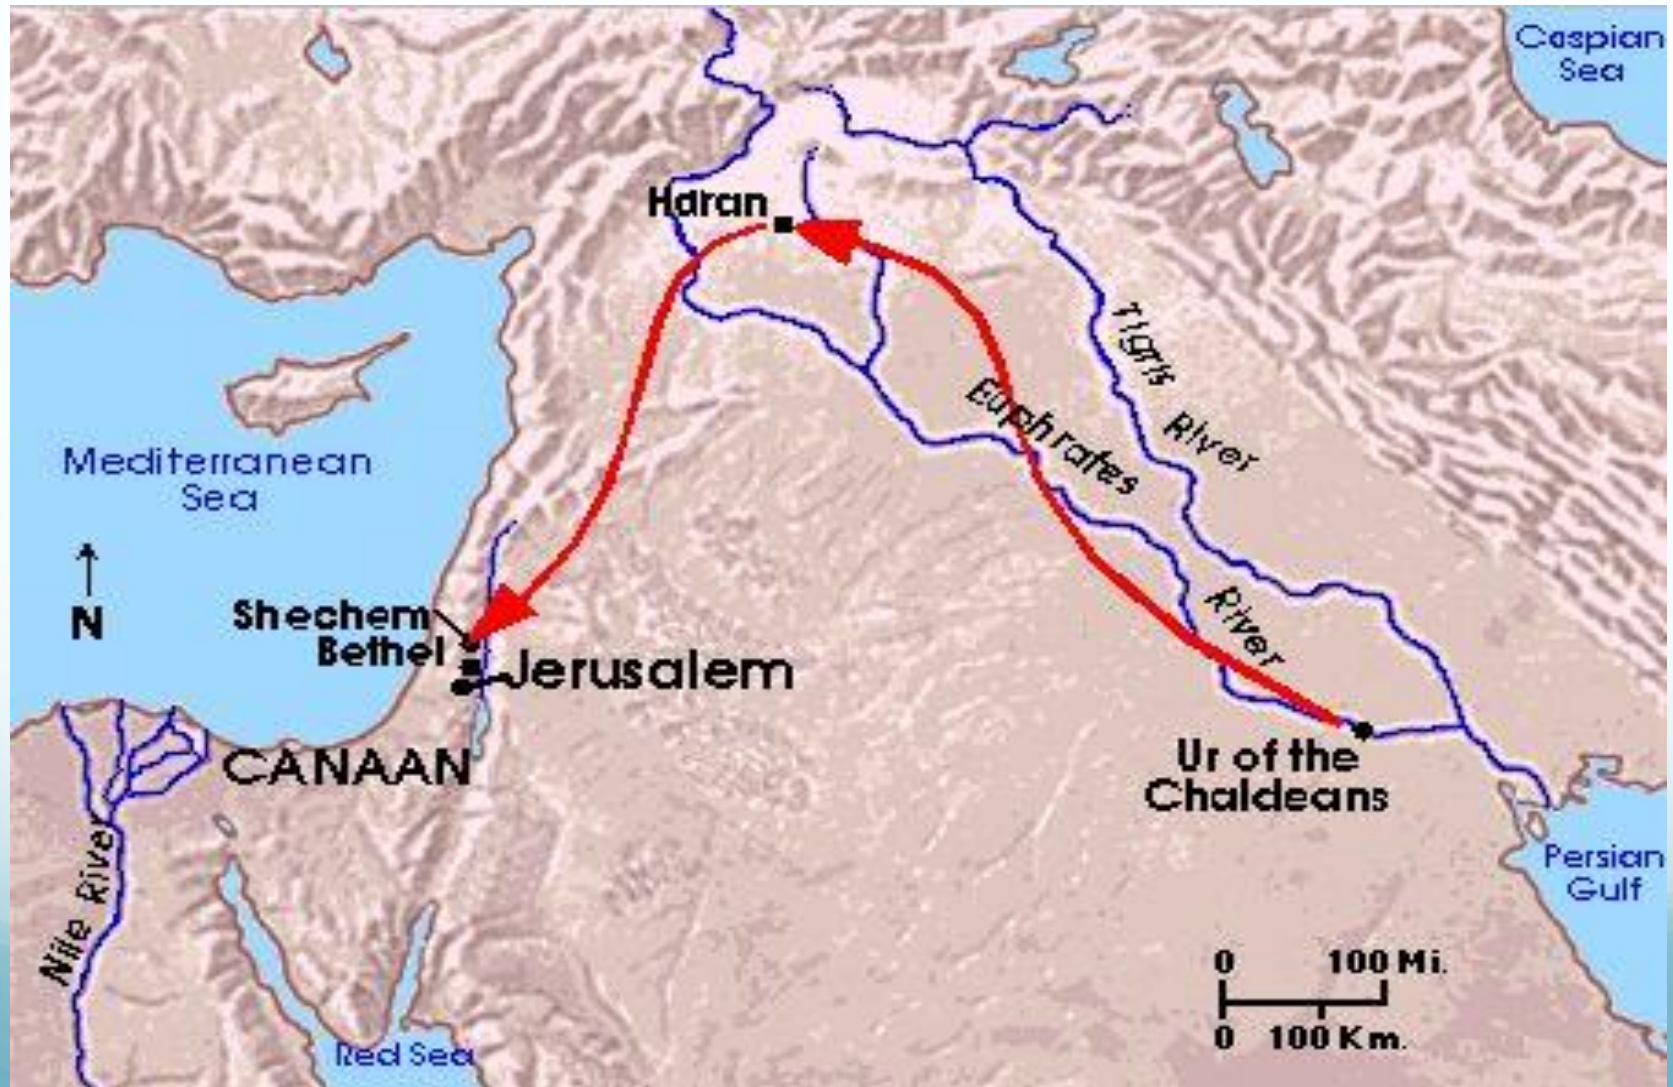 Caspian
Sea
Haran
Tigris
River
Euphrates
River
Mediterranean
Sea
N
Shechem
Bethel
Jerusalem
CANAAN
Ur of the
Chaldeans
Nile River
Persian
Gulf
Red Sea
0 100 Mi.
0 100 Km.